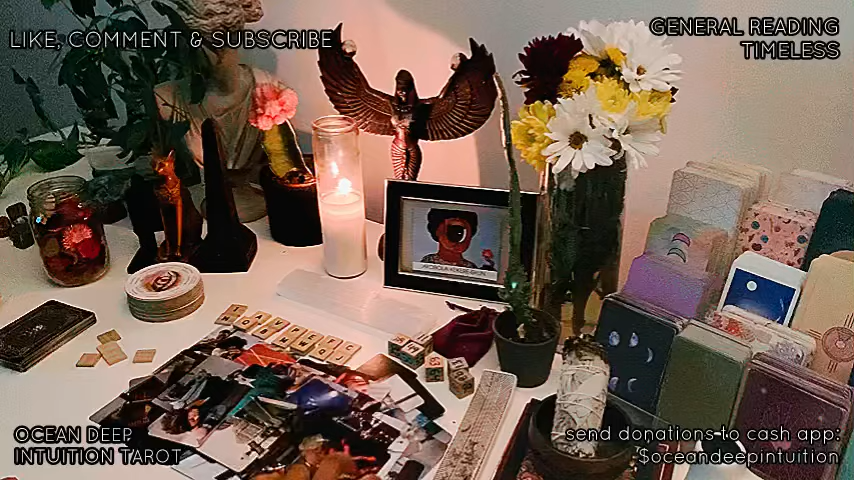 LIKE, COMMENT & SUBSCRIBE
GENERAL READING
TIMELESS
OCEAN DEEP
INTUITION TAROT
send donations to cash app:
$oceandeepintuition